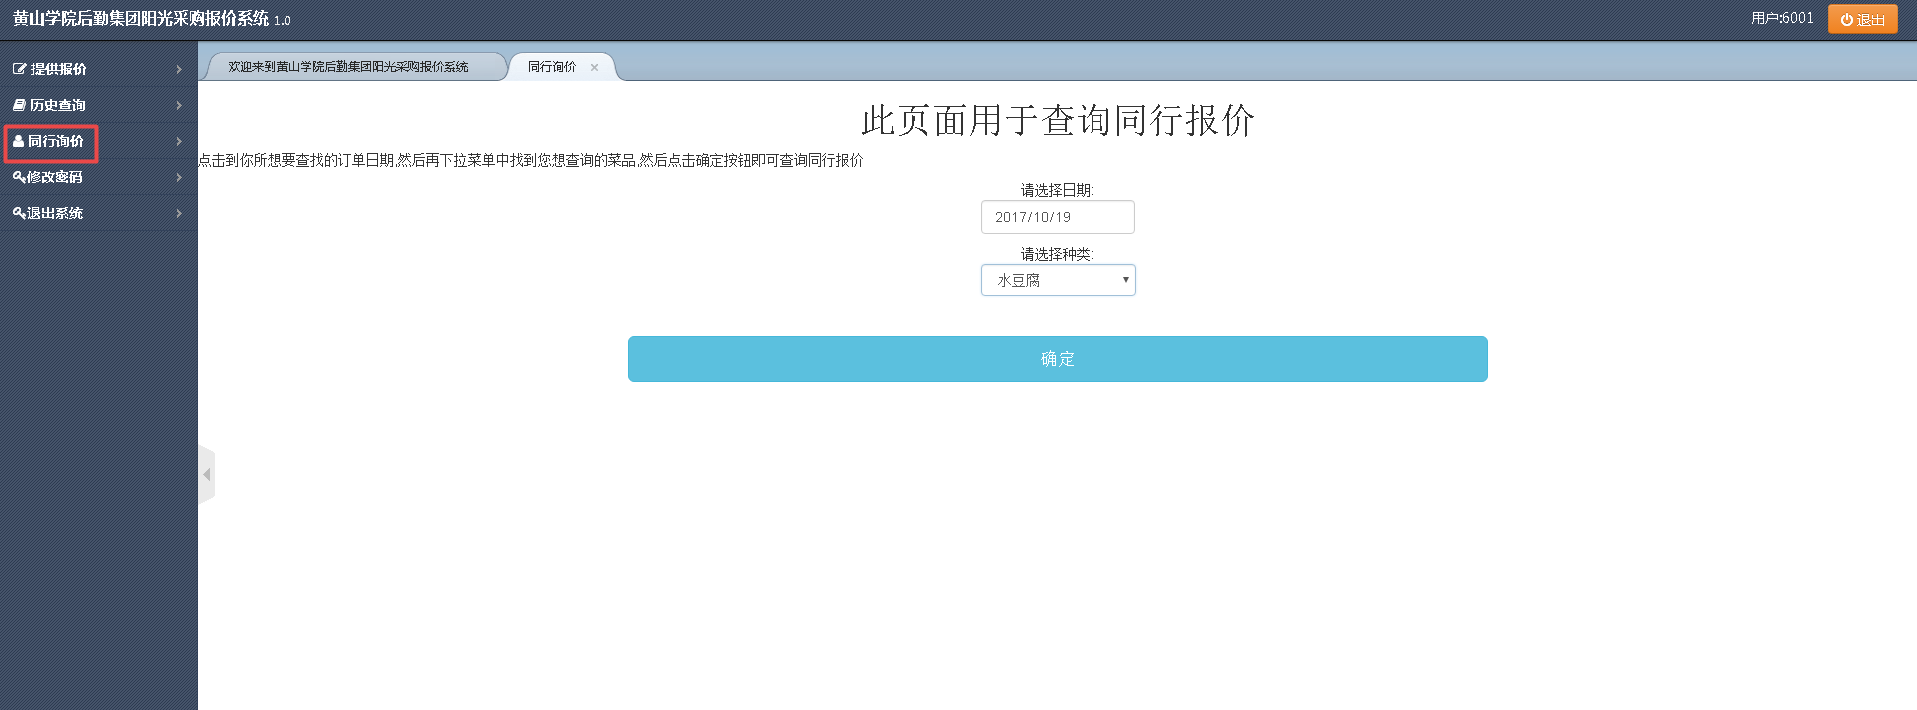 黄山学院后勤集团阳光采购报价系统 1.0
用户:6001
退出
提供报价
历史查询
同行询价
修改密码
退出系统
欢迎来到黄山学院后勤集团阳光采购报价系统
同行询价
此页面用于查询同行报价
点击到你所想要查找的订单日期,然后再下拉菜单中找到您想查询的菜品,然后点击确定按钮即可查询同行报价
请选择日期:
2017/10/19
请选择种类:
水豆腐
确定